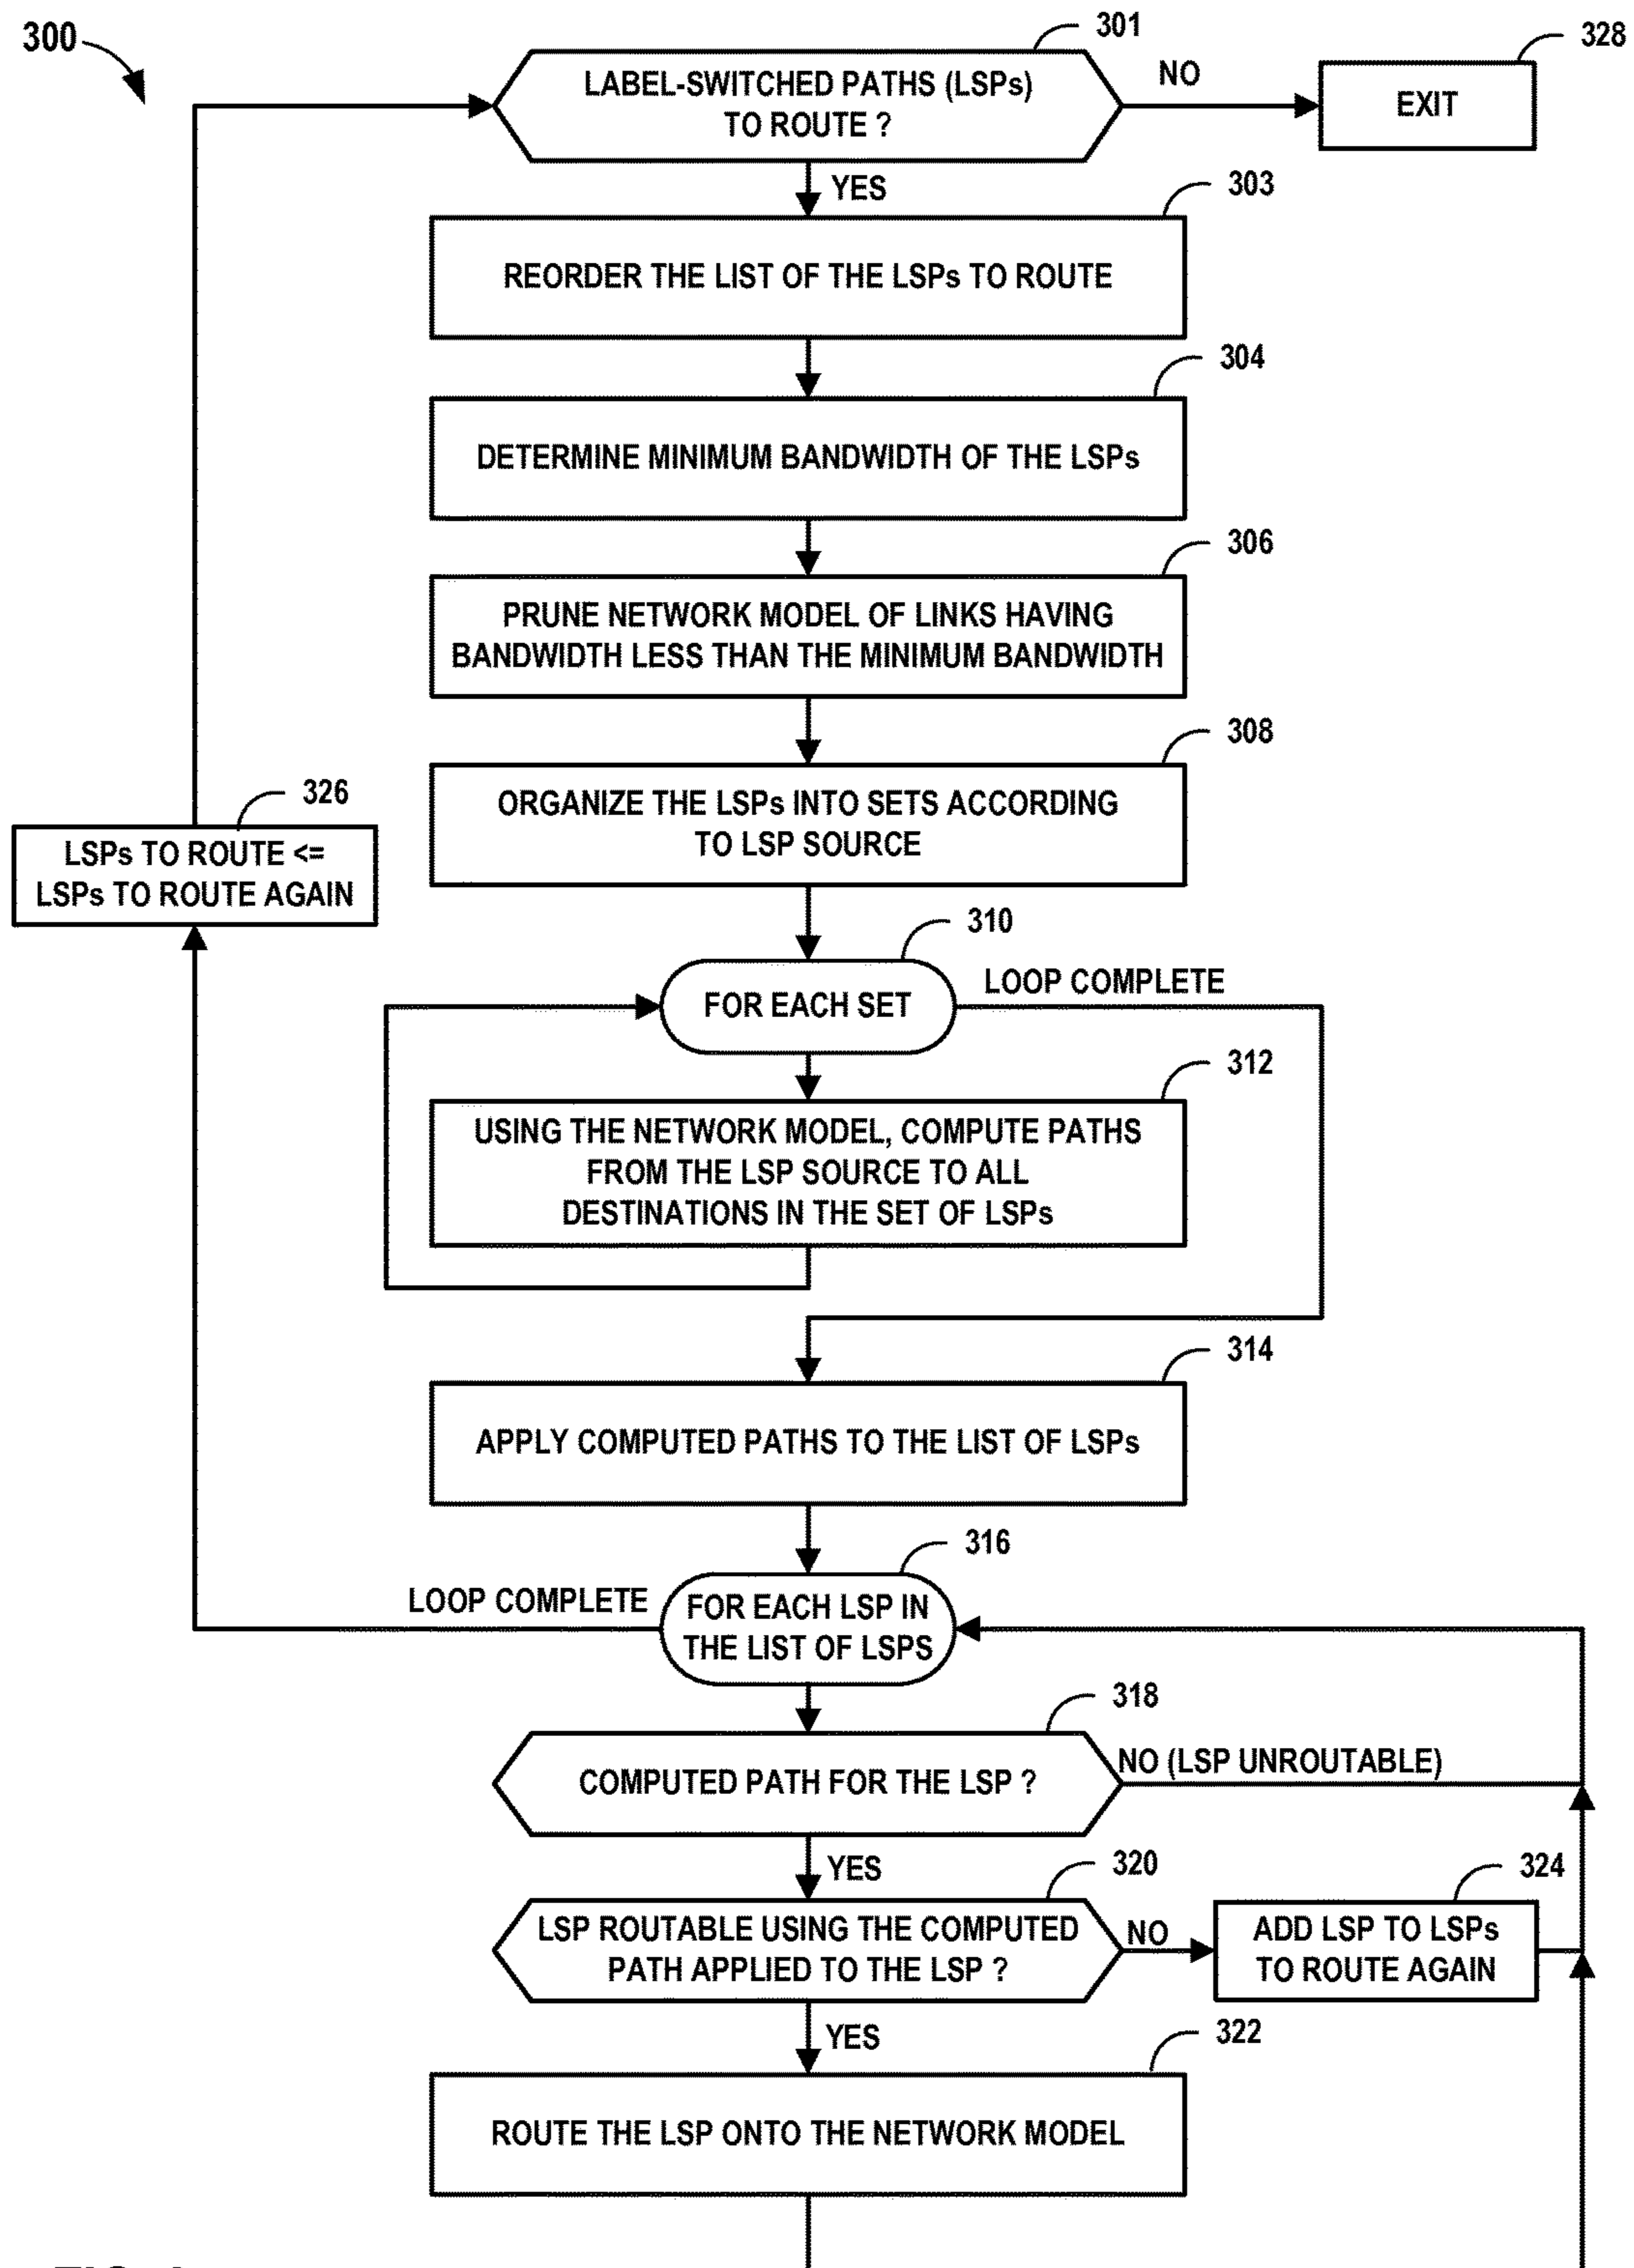 300
301
328
LABEL-SWITCHED PATHS (LSPs)
TO ROUTE ?
NO
EXIT
YES
303
REORDER THE LIST OF THE LSPs TO ROUTE
304
DETERMINE MINIMUM BANDWIDTH OF THE LSPs
306
PRUNE NETWORK MODEL OF LINKS HAVING
BANDWIDTH LESS THAN THE MINIMUM BANDWIDTH
308
ORGANIZE THE LSPs INTO SETS ACCORDING
TO LSP SOURCE
326
LSPs TO ROUTE <=
LSPs TO ROUTE AGAIN
310
FOR EACH SET
LOOP COMPLETE
312
USING THE NETWORK MODEL, COMPUTE PATHS
FROM THE LSP SOURCE TO ALL
DESTINATIONS IN THE SET OF LSPs
314
APPLY COMPUTED PATHS TO THE LIST OF LSPs
316
LOOP COMPLETE
FOR EACH LSP IN
THE LIST OF LSPS
318
COMPUTED PATH FOR THE LSP ?
NO (LSP UNROUTABLE)
YES
320
324
LSP ROUTABLE USING THE COMPUTED
PATH APPLIED TO THE LSP ?
NO
ADD LSP TO LSPs
TO ROUTE AGAIN
YES
322
ROUTE THE LSP ONTO THE NETWORK MODEL